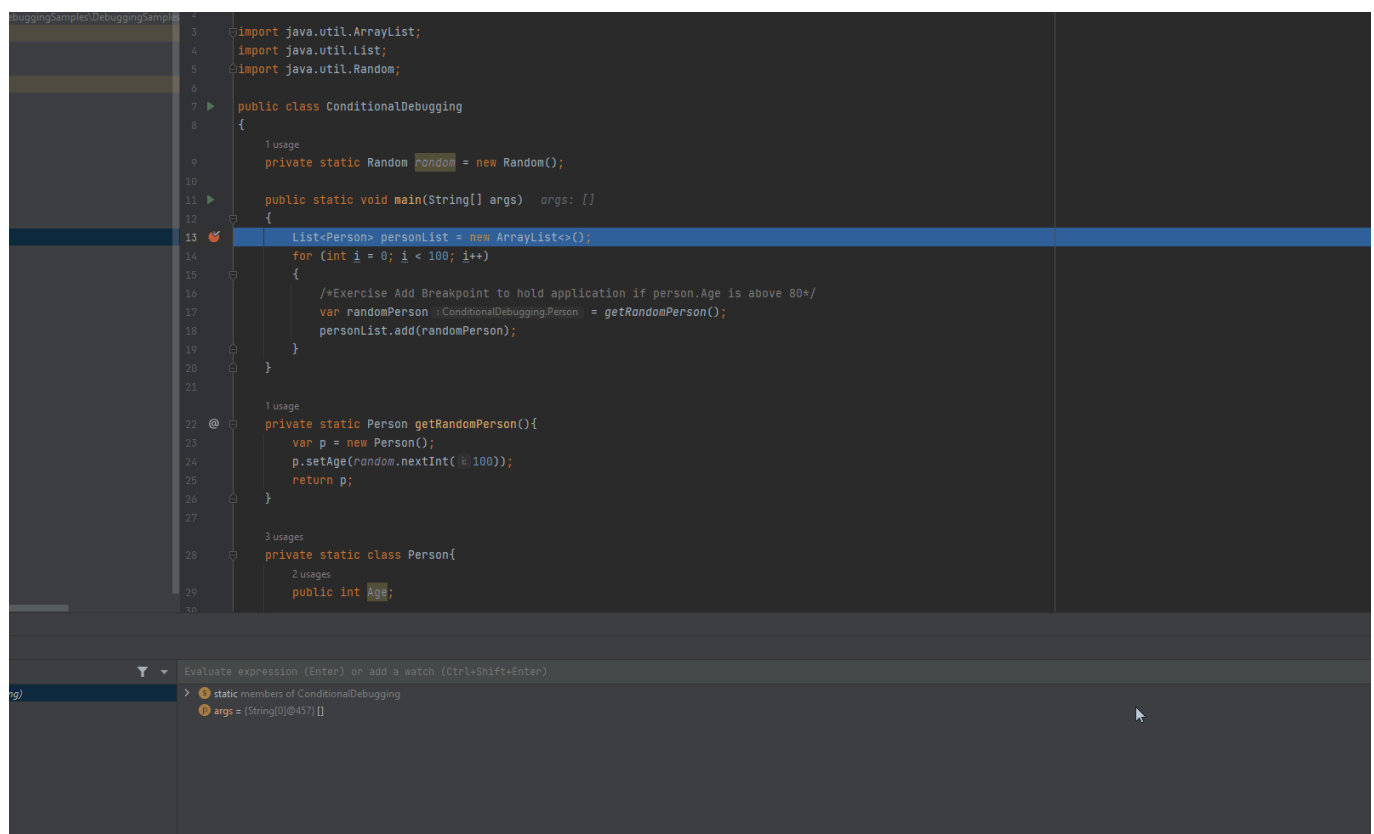 ebuggingSamples\DebuggingSamples
2
3 import java.util.ArrayList;
4 import java.util.List;
5 import java.util.Random;
6
7 public class ConditionalDebugging
8 {
1 usage
9 private static Random random = new Random();
10
11 public static void main(String[] args) args: []
12 {
13 List<Person> personList = new ArrayList<>();
14 for (int i = 0; i < 100; i++)
15 {
16 /*Exercise Add Breakpoint to hold application if person.Age is above 80*/
17 var randomPerson : ConditionalDebugging.Person = getRandomPerson();
18 personList.add(randomPerson);
19 }
20 }
21
1 usage
22 @ private static Person getRandomPerson(){
23 var p = new Person();
24 p.setAge(random.nextInt( 100));
25 return p;
26 }
27
3 usages
28 private static class Person{
2 usages
29 public int Age;
30
Evaluate expression (Enter) or add a watch (Ctrl+Shift+Enter)
ng)
s static members of ConditionalDebugging
p args = {String[0]@457} []